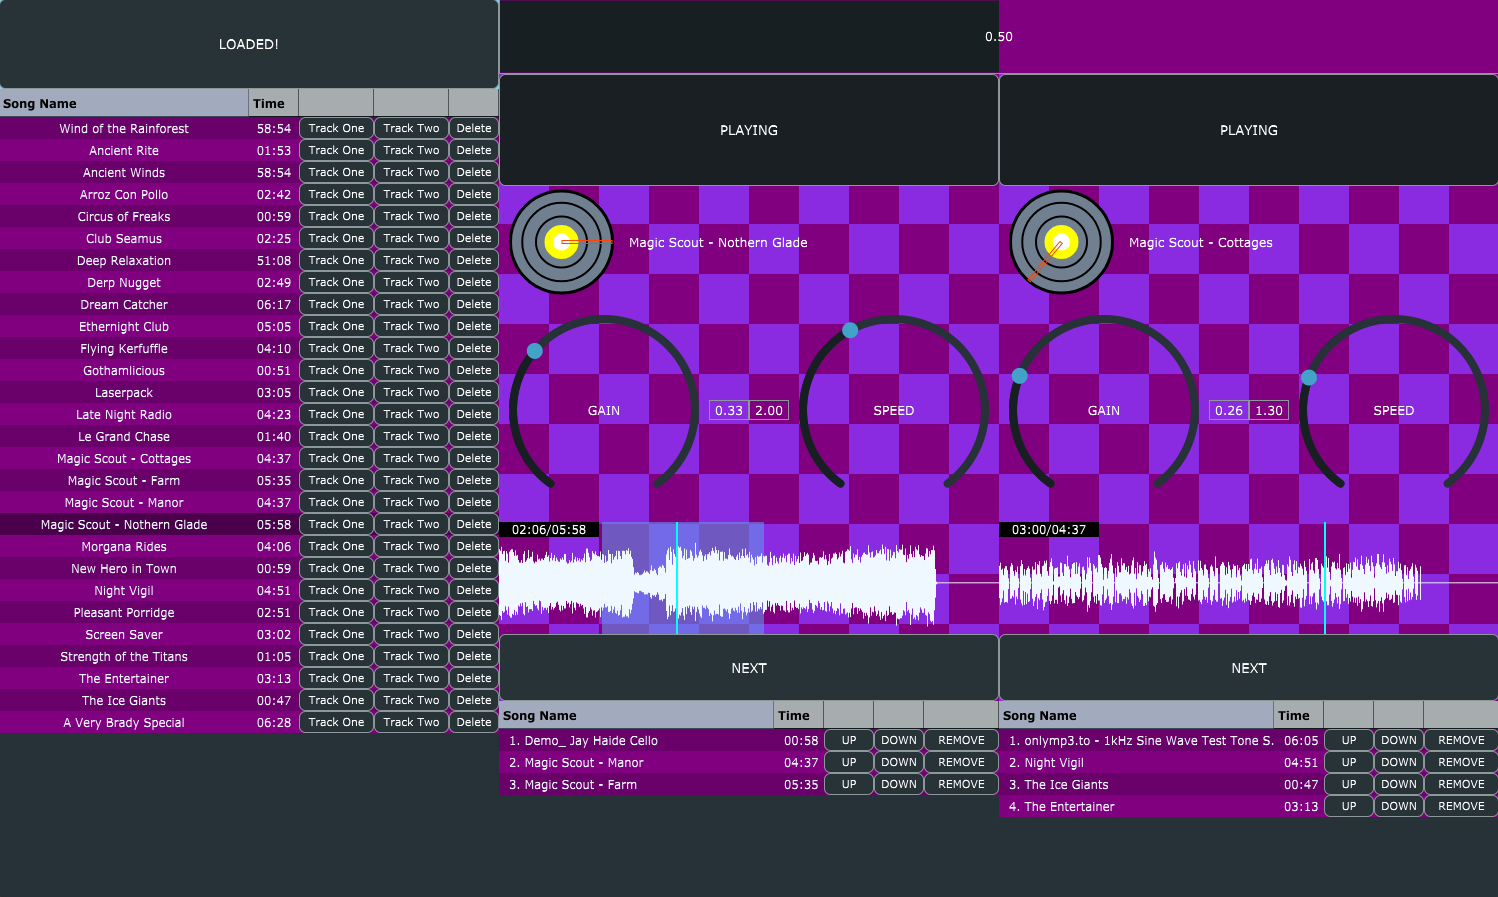 LOADED!
Song Name Time
Wind of the Rainforest 58:54 Track One Track Two Delete
Ancient Rite 01:53 Track One Track Two Delete
Ancient Winds 58:54 Track One Track Two Delete
Arroz Con Pollo 02:42 Track One Track Two Delete
Circus of Freaks 00:59 Track One Track Two Delete
Club Seamus 02:25 Track One Track Two Delete
Deep Relaxation 51:08 Track One Track Two Delete
Derp Nugget 02:49 Track One Track Two Delete
Dream Catcher 06:17 Track One Track Two Delete
Ethernight Club 05:05 Track One Track Two Delete
Flying Kerfuffle 04:10 Track One Track Two Delete
Gothamlicious 00:51 Track One Track Two Delete
Laserpack 03:05 Track One Track Two Delete
Late Night Radio 04:23 Track One Track Two Delete
Le Grand Chase 01:40 Track One Track Two Delete
Magic Scout - Cottages 04:37 Track One Track Two Delete
Magic Scout - Farm 05:35 Track One Track Two Delete
Magic Scout - Manor 04:37 Track One Track Two Delete
Magic Scout - Nothern Glade 05:58 Track One Track Two Delete
Morgana Rides 04:06 Track One Track Two Delete
New Hero in Town 00:59 Track One Track Two Delete
Night Vigil 04:51 Track One Track Two Delete
Pleasant Porridge 02:51 Track One Track Two Delete
Screen Saver 03:02 Track One Track Two Delete
Strength of the Titans 01:05 Track One Track Two Delete
The Entertainer 03:13 Track One Track Two Delete
The Ice Giants 00:47 Track One Track Two Delete
A Very Brady Special 06:28 Track One Track Two Delete
0.50
PLAYING
Magic Scout - Nothern Glade
GAIN 0.33 2.00 SPEED
02:06/05:58
NEXT
Song Name Time
1. Demo_ Jay Haide Cello 00:58 UP DOWN REMOVE
2. Magic Scout - Manor 04:37 UP DOWN REMOVE
3. Magic Scout - Farm 05:35 UP DOWN REMOVE
PLAYING
Magic Scout - Cottages
GAIN 0.26 1.30 SPEED
03:00/04:37
NEXT
Song Name Time
1. onlymp3.to - 1kHz Sine Wave Test Tone S. 06:05 UP DOWN REMOVE
2. Night Vigil 04:51 UP DOWN REMOVE
3. The Ice Giants 00:47 UP DOWN REMOVE
4. The Entertainer 03:13 UP DOWN REMOVE